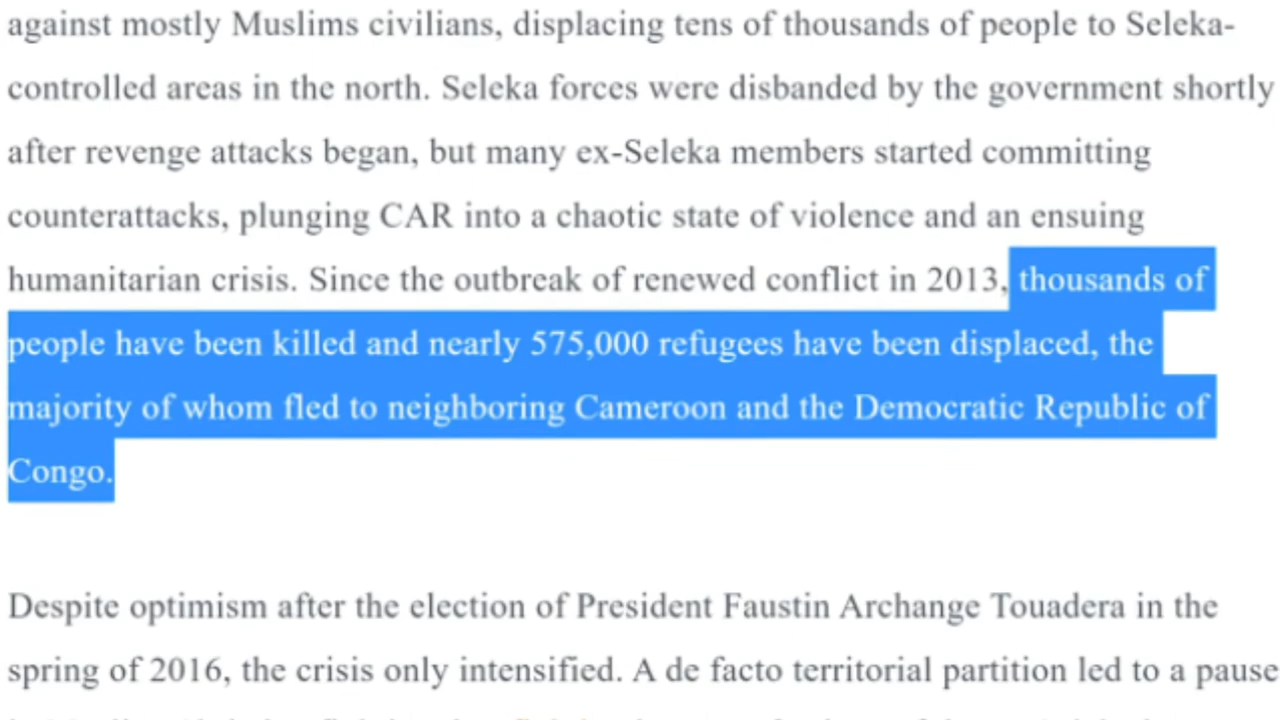 against mostly Muslims civilians, displacing tens of thousands of people to Seleka-
controlled areas in the north. Seleka forces were disbanded by the government shortly
after revenge attacks began, but many ex-Seleka members started committing
counterattacks, plunging CAR into a chaotic state of violence and an ensuing
humanitarian crisis. Since the outbreak of renewed conflict in 2013, thousands of
people have been killed and nearly 575,000 refugees have been displaced, the
majority of whom fled to neighboring Cameroon and the Democratic Republic of
Congo.
Despite optimism after the election of President Faustin Archange Touadera in the
spring of 2016, the crisis only intensified. A de facto territorial partition led to a pause